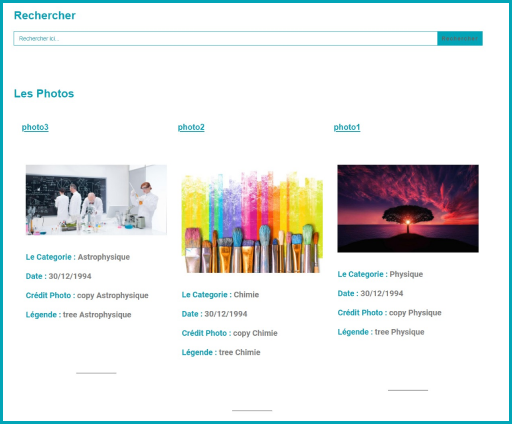 Rechercher
Rechercher ici...
Les Photos
photo3
photo2
photo1
Le Categorie : Astrophysique
Date : 30/12/1994
Crédit Photo : copy Astrophysique
Légende : tree Astrophysique
Le Categorie : Chimie
Date : 30/12/1994
Crédit Photo : copy Chimie
Légende : tree Chimie
Le Categorie : Physique
Date : 30/12/1994
Crédit Photo : copy Physique
Légende : tree Physique